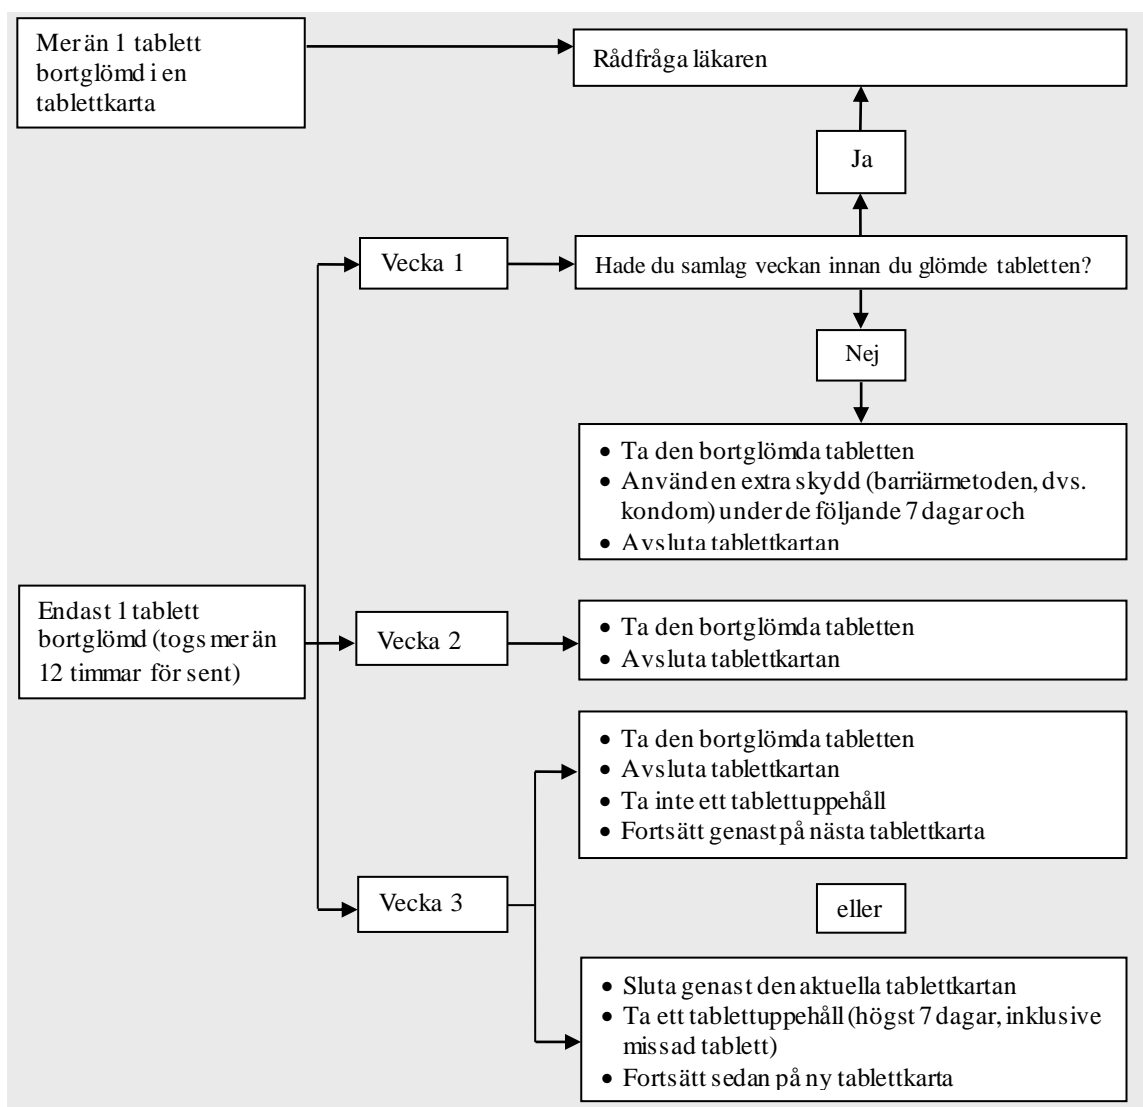 Mer än 1 tablett
bortglömd i en
tablettkarta
Rådfråga läkaren
Ja
Vecka 1
Hade du samlag veckan innan du glömde tabletten?
Nej
• Ta den bortglömda tabletten
• Använd en extra skydd (barriärmetoden, dvs.
kondom) under de följande 7 dagar och
• Avsluta tablettkartan
Endast 1 tablett
bortglömd (togs mer än
12 timmar för sent)
Vecka 2
• Ta den bortglömda tabletten
• Avsluta tablettkartan
• Ta den bortglömda tabletten
• Avsluta tablettkartan
• Ta inte ett tablettuppehåll
• Fortsätt genast på nästa tablettkarta
Vecka 3
eller
• Sluta genast den aktuella tablettkartan
• Ta ett tablettuppehåll (högst 7 dagar, inklusive
missad tablett)
• Fortsätt sedan på ny tablettkarta